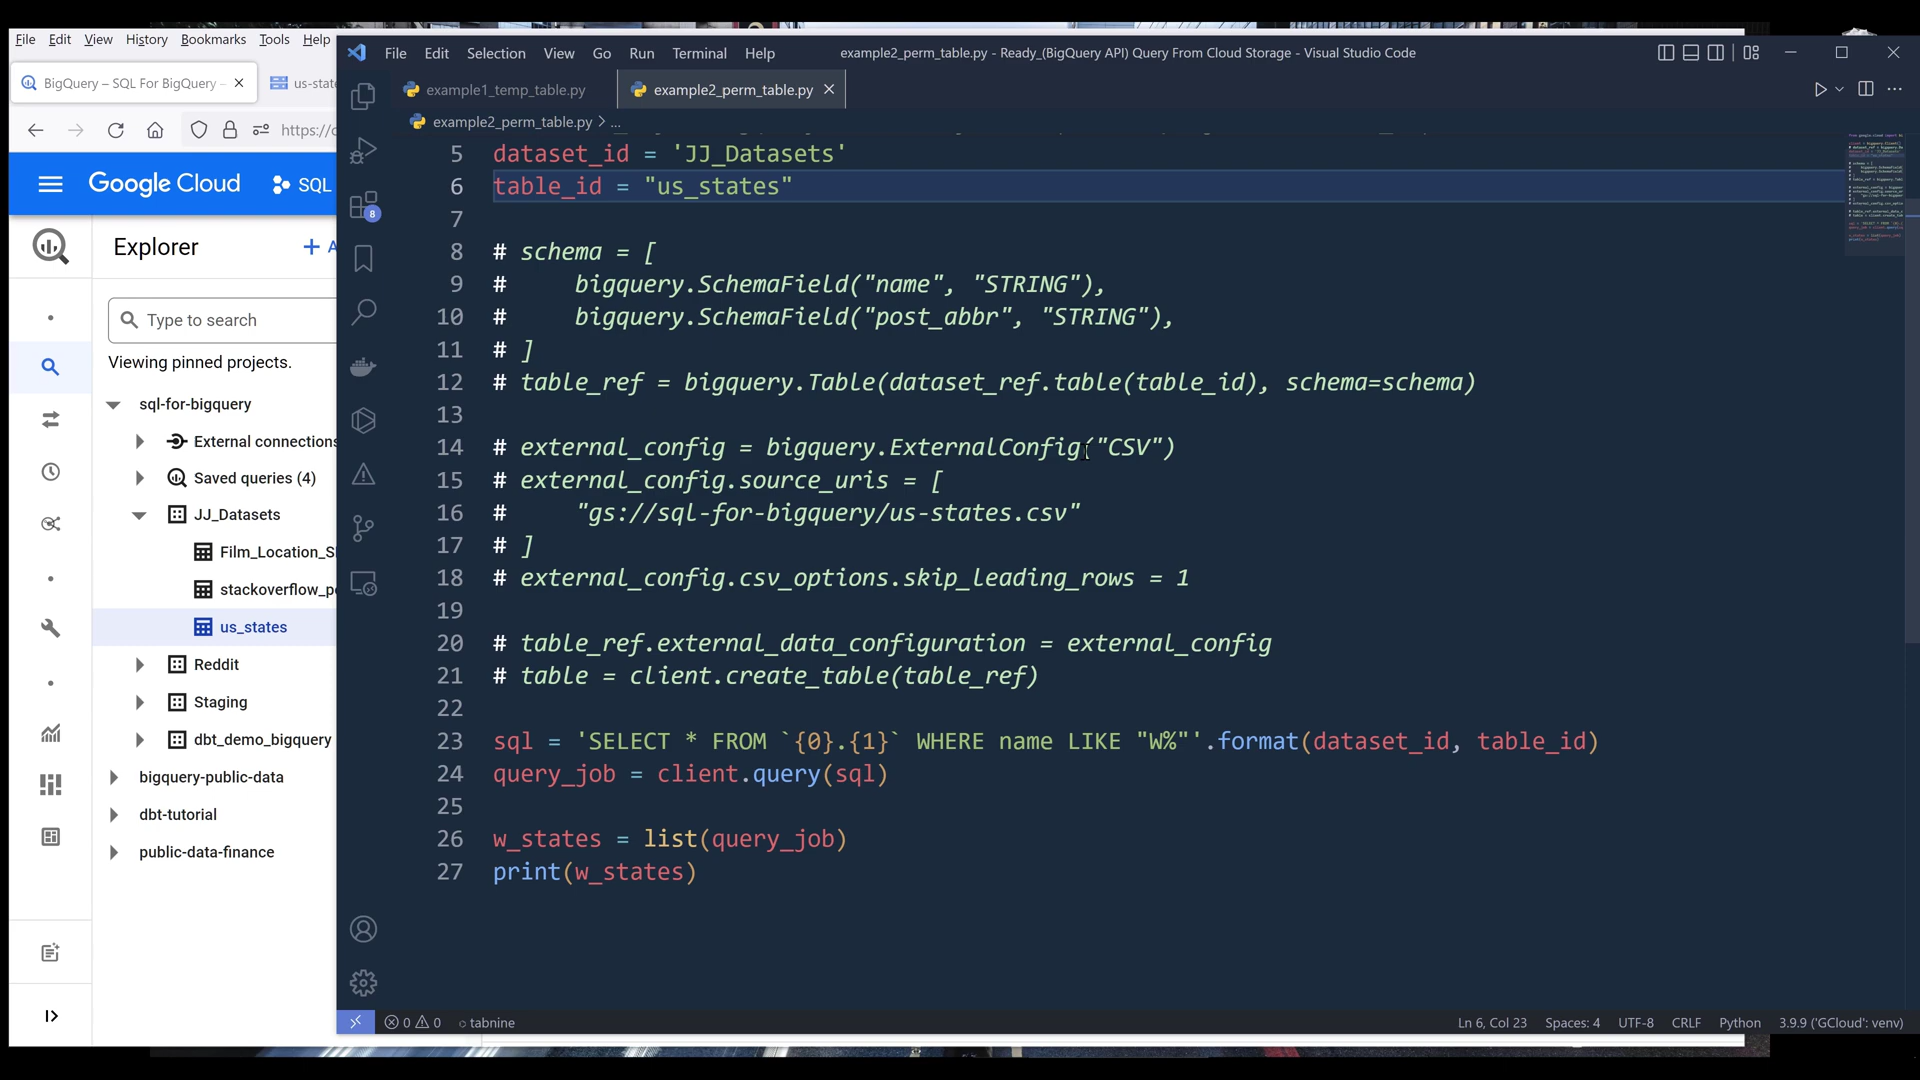 File Edit View History Bookmarks Tools Help
BigQuery – SQL For BigQuery –
us-state
https://c
Google Cloud
SQL
Explorer
+ A
Type to search
Viewing pinned projects.
sql-for-bigquery
External connections
Saved queries (4)
JJ_Datasets
Film_Location_S
stackoverflow_p
us_states
Reddit
Staging
dbt_demo_bigquery
bigquery-public-data
dbt-tutorial
public-data-finance
File Edit Selection View Go Run Terminal Help
example2_perm_table.py - Ready_(BigQuery API) Query From Cloud Storage - Visual Studio Code
example1_temp_table.py
example2_perm_table.py
example2_perm_table.py > ...
8
5 dataset_id = 'JJ_Datasets'
6 table_id = "us_states"
7
8 # schema = [
9 #     bigquery.SchemaField("name", "STRING"),
10 #     bigquery.SchemaField("post_abbr", "STRING"),
11 # ]
12 # table_ref = bigquery.Table(dataset_ref.table(table_id), schema=schema)
13
14 # external_config = bigquery.ExternalConfig("CSV")
15 # external_config.source_uris = [
16 #     "gs://sql-for-bigquery/us-states.csv"
17 # ]
18 # external_config.csv_options.skip_leading_rows = 1
19
20 # table_ref.external_data_configuration = external_config
21 # table = client.create_table(table_ref)
22
23 sql = 'SELECT * FROM `{0}.{1}` WHERE name LIKE "W%"'.format(dataset_id, table_id)
24 query_job = client.query(sql)
25
26 w_states = list(query_job)
27 print(w_states)
0 0 tabnine
Ln 6, Col 23 Spaces: 4 UTF-8 CRLF Python 3.9.9 ('GCloud': venv)